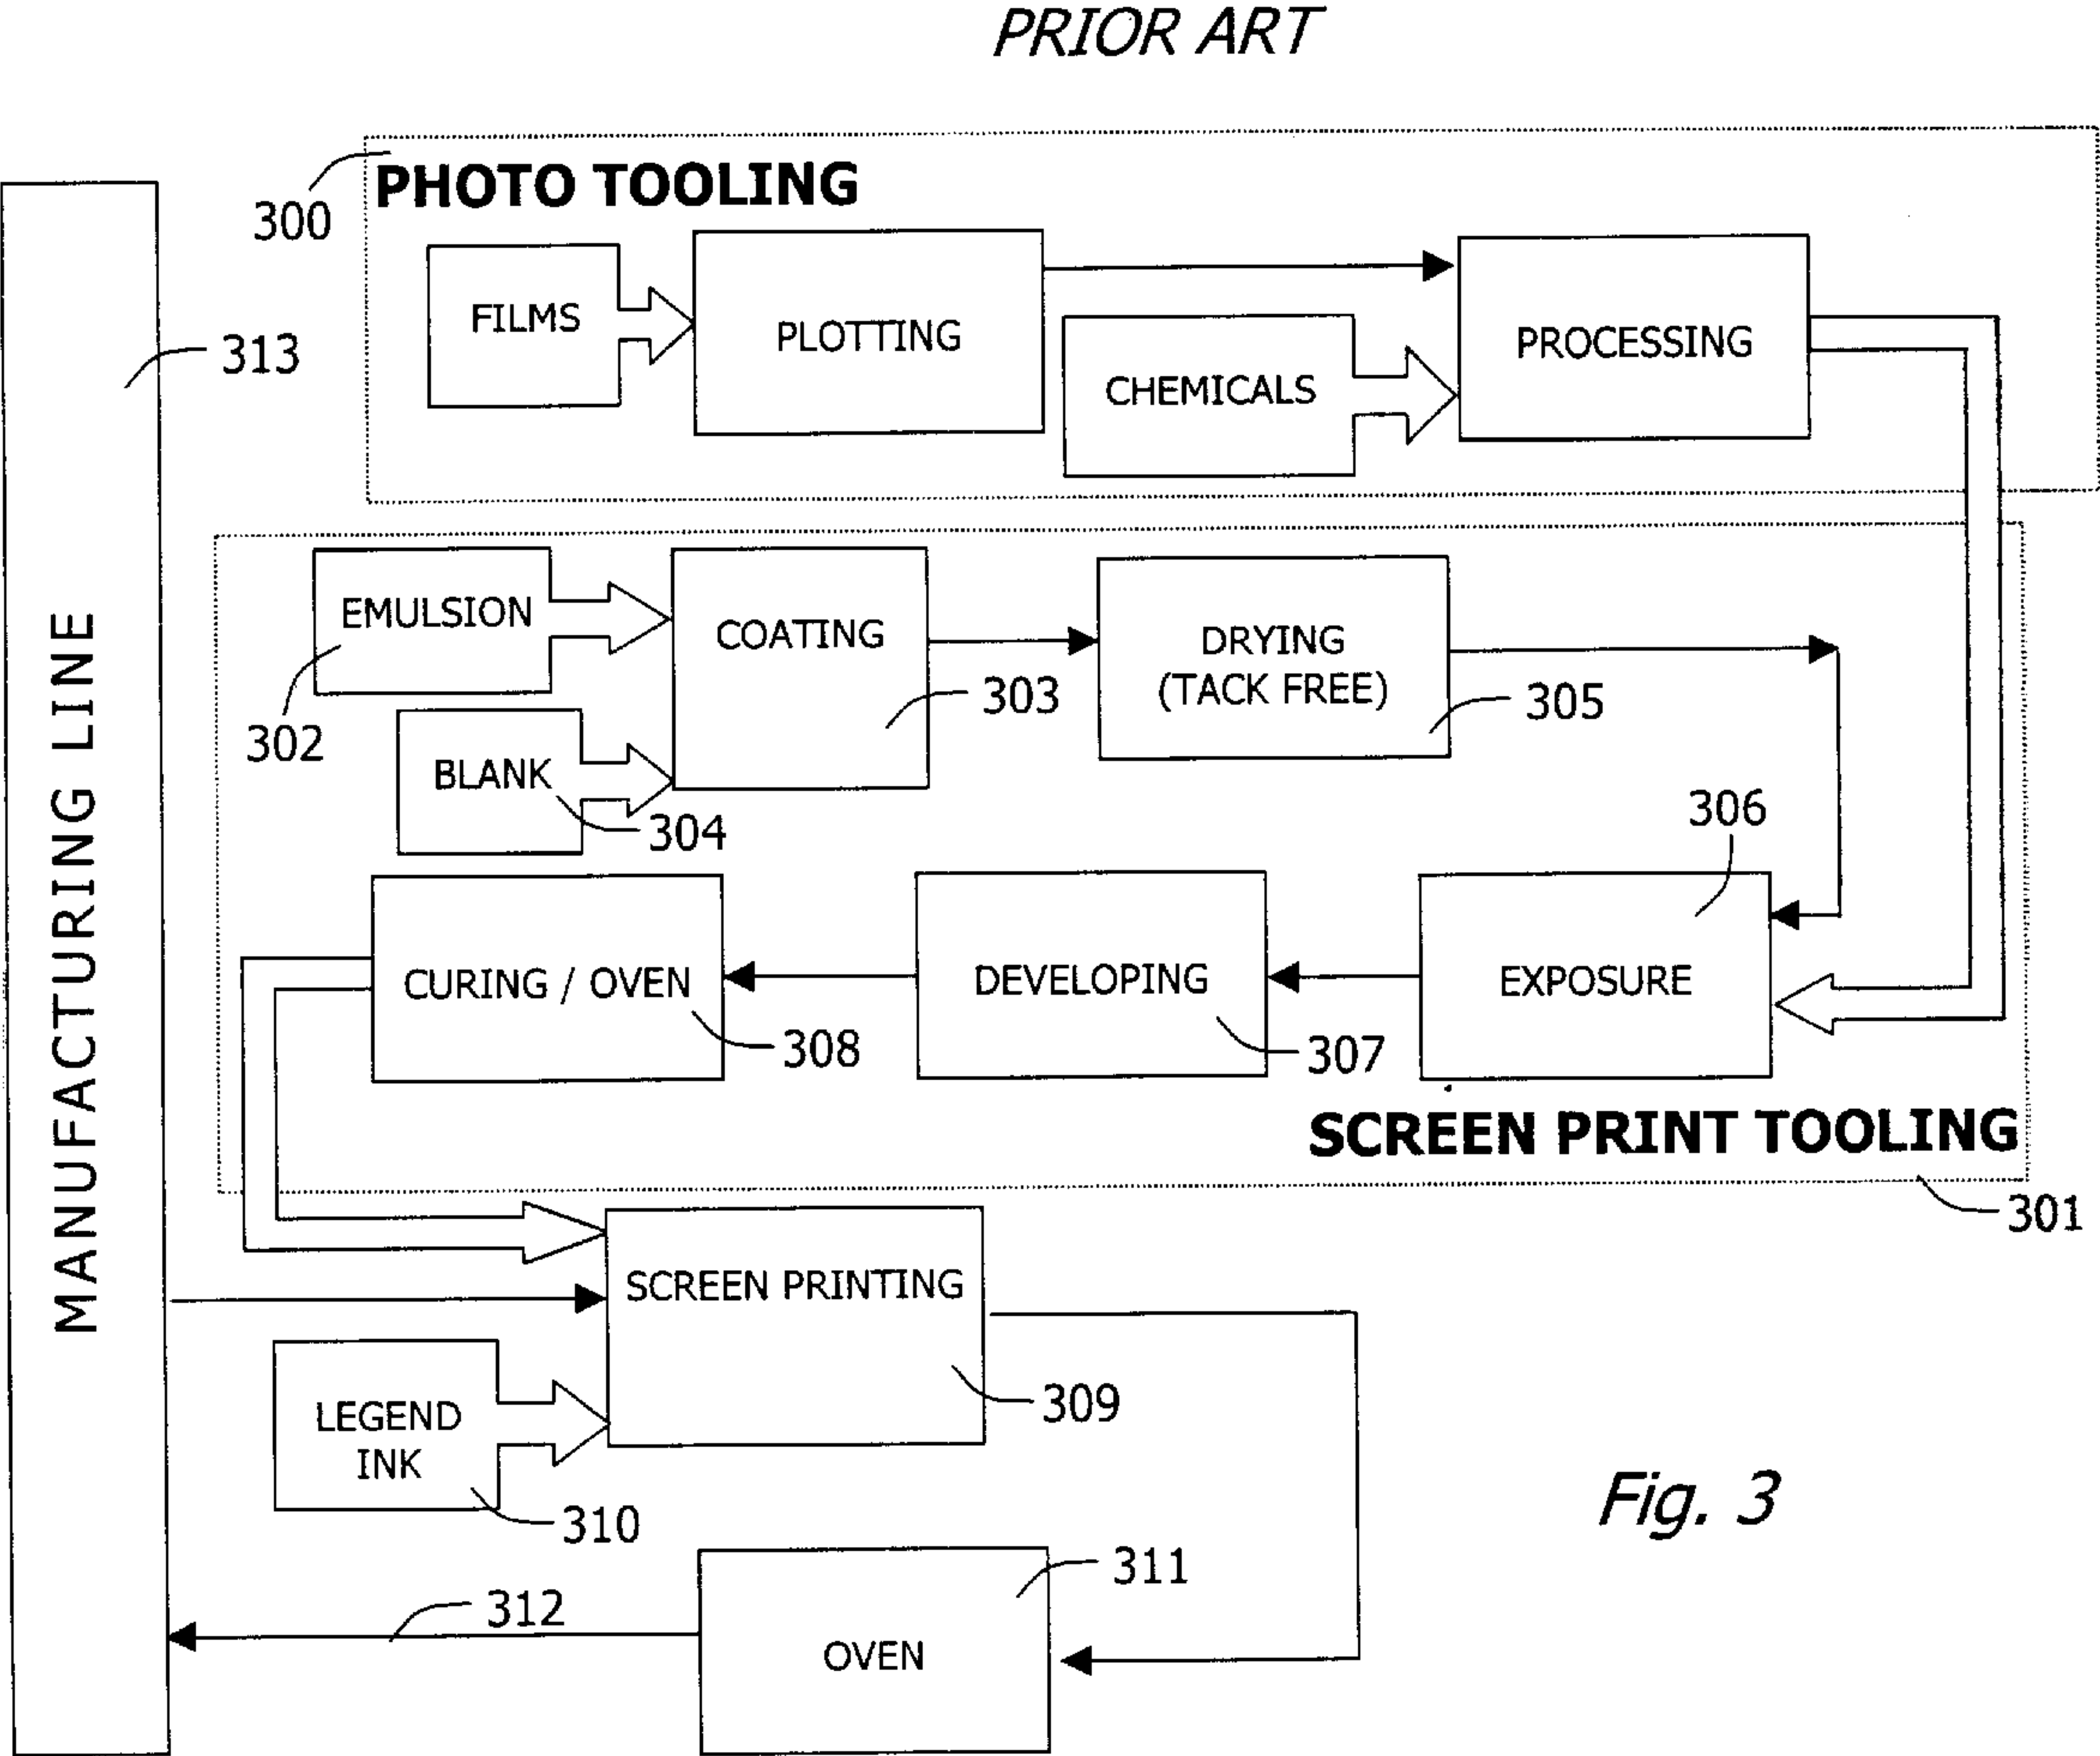 PRIOR ART
300
PHOTO TOOLING
FILMS
PLOTTING
CHEMICALS
PROCESSING
313
MANUFACTURING LINE
EMULSION
302
COATING
303
BLANK
304
DRYING
(TACK FREE)
305
306
EXPOSURE
DEVELOPING
307
CURING / OVEN
308
SCREEN PRINT TOOLING
301
SCREEN PRINTING
309
LEGEND
INK
310
311
OVEN
312
Fig. 3